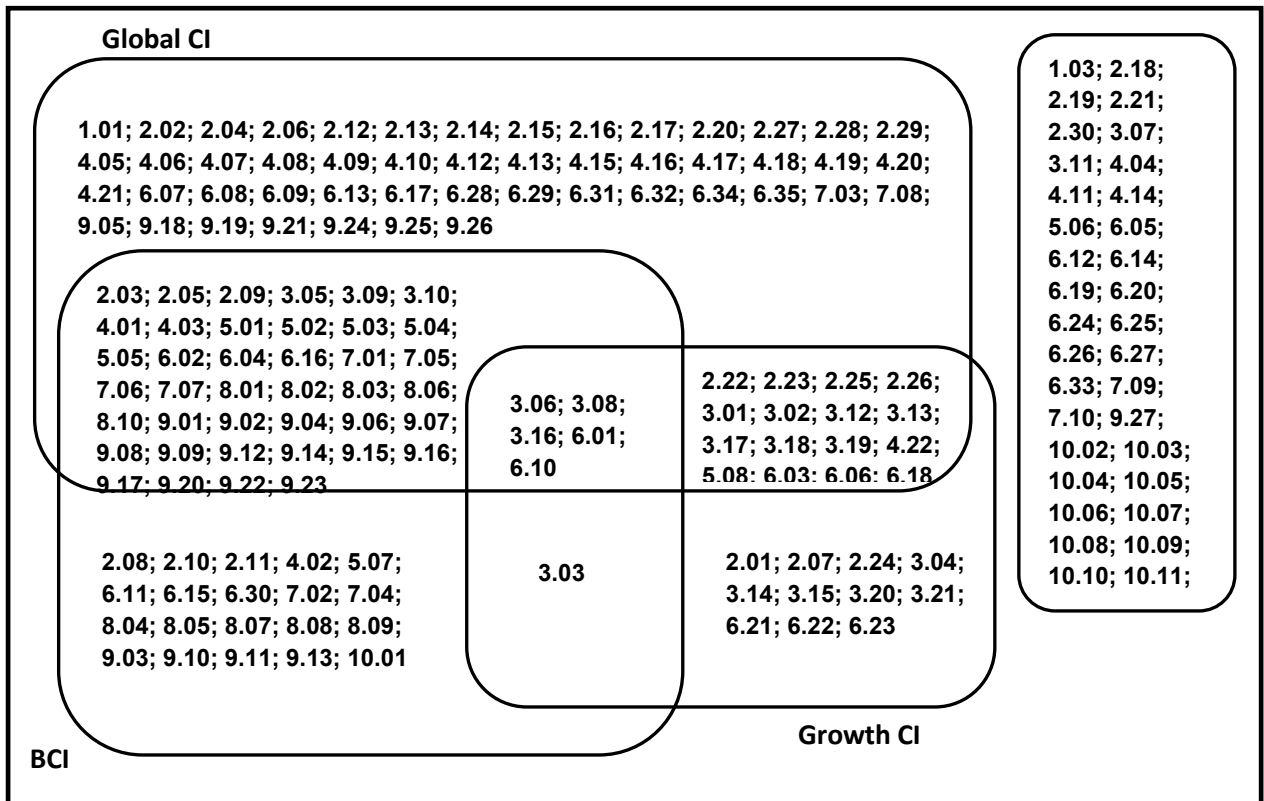 Global CI
1.01; 2.02; 2.04; 2.06; 2.12; 2.13; 2.14; 2.15; 2.16; 2.17; 2.20; 2.27; 2.28; 2.29;
4.05; 4.06; 4.07; 4.08; 4.09; 4.10; 4.12; 4.13; 4.15; 4.16; 4.17; 4.18; 4.19; 4.20;
4.21; 6.07; 6.08; 6.09; 6.13; 6.17; 6.28; 6.29; 6.31; 6.32; 6.34; 6.35; 7.03; 7.08;
9.05; 9.18; 9.19; 9.21; 9.24; 9.25; 9.26
2.03; 2.05; 2.09; 3.05; 3.09; 3.10;
4.01; 4.03; 5.01; 5.02; 5.03; 5.04;
5.05; 6.02; 6.04; 6.16; 7.01; 7.05;
7.06; 7.07; 8.01; 8.02; 8.03; 8.06;
8.10; 9.01; 9.02; 9.04; 9.06; 9.07;
9.08; 9.09; 9.12; 9.14; 9.15; 9.16;
9.17; 9.20; 9.22; 9.23
3.06; 3.08;
3.16; 6.01;
6.10
2.22; 2.23; 2.25; 2.26;
3.01; 3.02; 3.12; 3.13;
3.17; 3.18; 3.19; 4.22;
5.08; 6.03; 6.06; 6.18
2.08; 2.10; 2.11; 4.02; 5.07;
6.11; 6.15; 6.30; 7.02; 7.04;
8.04; 8.05; 8.07; 8.08; 8.09;
9.03; 9.10; 9.11; 9.13; 10.01
3.03
2.01; 2.07; 2.24; 3.04;
3.14; 3.15; 3.20; 3.21;
6.21; 6.22; 6.23
BCI
Growth CI
1.03; 2.18;
2.19; 2.21;
2.30; 3.07;
3.11; 4.04;
4.11; 4.14;
5.06; 6.05;
6.12; 6.14;
6.19; 6.20;
6.24; 6.25;
6.26; 6.27;
6.33; 7.09;
7.10; 9.27;
10.02; 10.03;
10.04; 10.05;
10.06; 10.07;
10.08; 10.09;
10.10; 10.11;